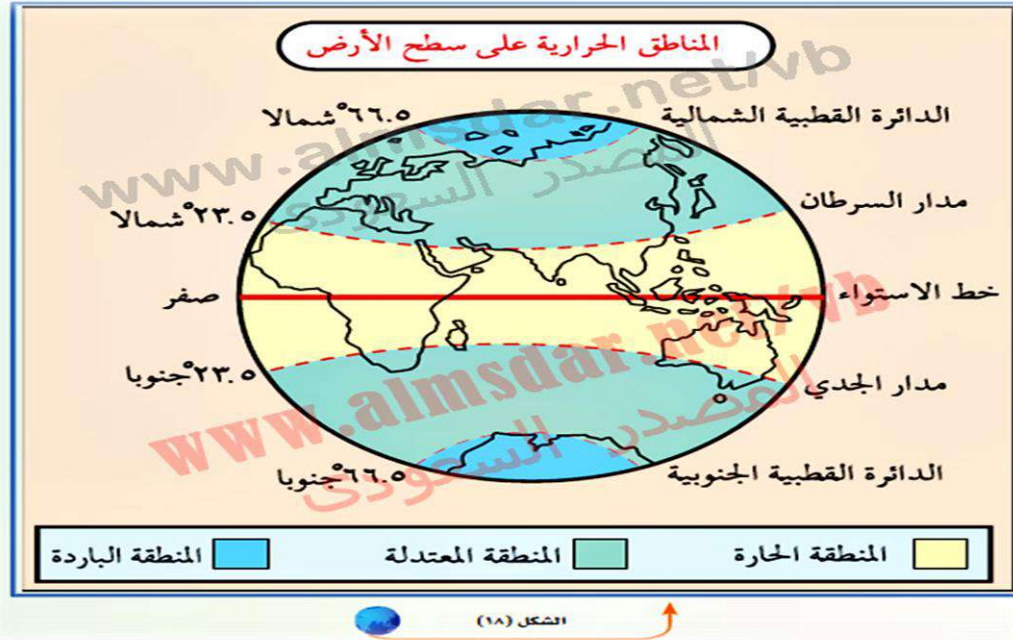 المناطق الحرارية على سطح الأرض
www.almsdar.net/vb
المصدر السعودى
الدائرة القطبية الشمالية
٦٦.٥° شمالا
مدار السرطان
٢٣.٥° شمالا
خط الاستواء
صفر
www.almsdar.net/vb
المصدر السعودى
مدار الجدي
٢٣.٥° جنوبا
الدائرة القطبية الجنوبية
٦٦.٥° جنوبا
المنطقة الحارة
المنطقة المعتدلة
المنطقة الباردة
الشكل (١٨)